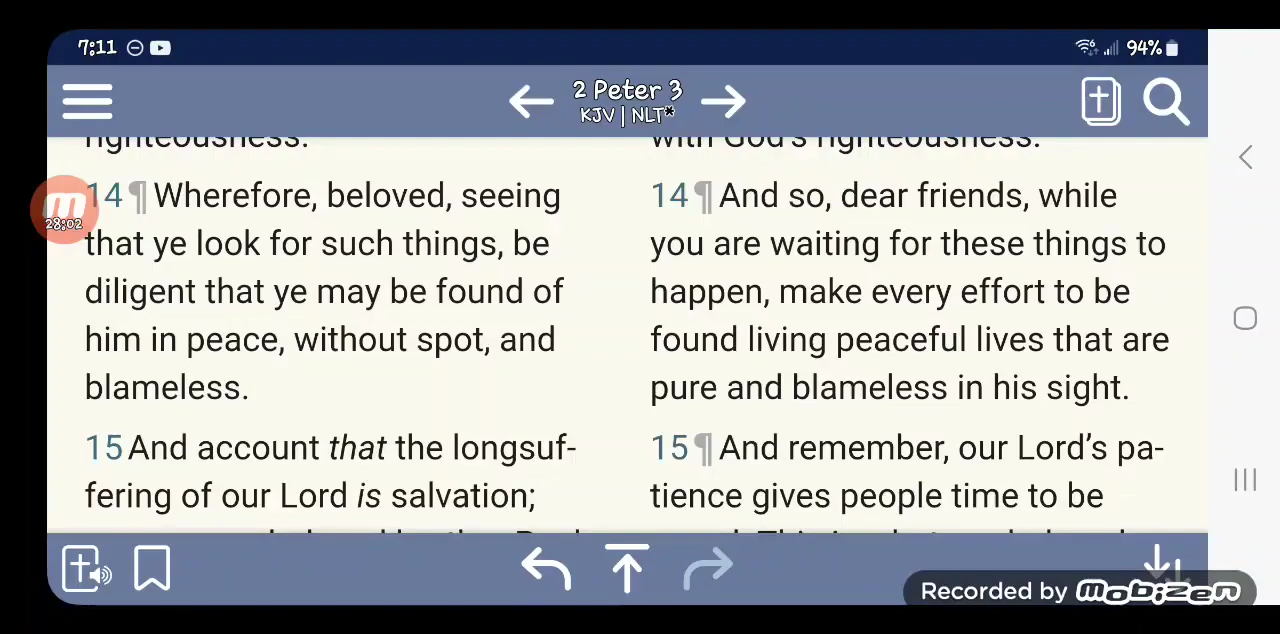 7:11
94%
2 Peter 3
KJV | NLT*
righteousness.
14 ¶ Wherefore, beloved, seeing
that ye look for such things, be
diligent that ye may be found of
him in peace, without spot, and
blameless.
15 And account that the longsuf-
fering of our Lord is salvation;
with God's righteousness.
14 ¶ And so, dear friends, while
you are waiting for these things to
happen, make every effort to be
found living peaceful lives that are
pure and blameless in his sight.
15 ¶ And remember, our Lord’s pa-
tience gives people time to be
28:02
Recorded by mobizen